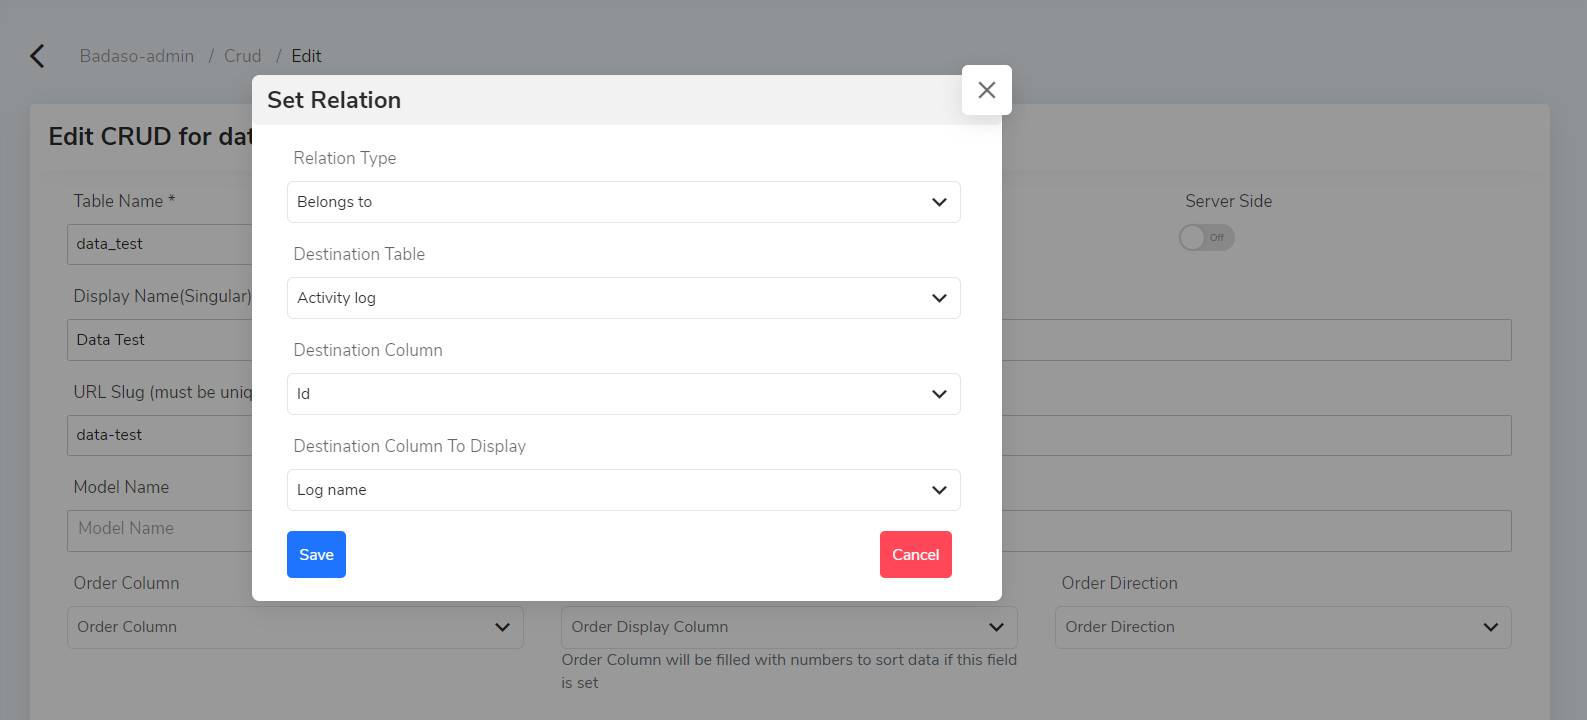 Badaso-admin / Crud / Edit
Set Relation
Relation Type
Belongs to
Destination Table
Activity log
Destination Column
Id
Destination Column To Display
Log name
Save
Cancel
Edit CRUD for
Table Name *
data_test
Server Side
Off
Display Name(Singular)
Data Test
URL Slug (must be
data-test
Model Name
Model Name
Order Column
Order Column
Order Display Column
Order Column will be filled with numbers to sort data if this field
is set
Order Direction
Order Direction